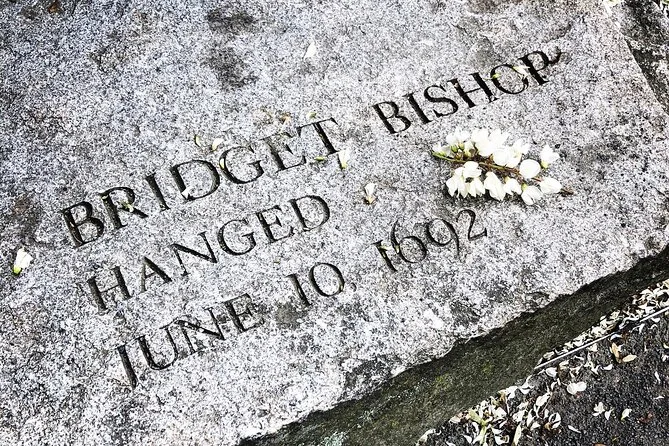 BRIDGET BISHOP
HANGED
JUNE 10, 1692